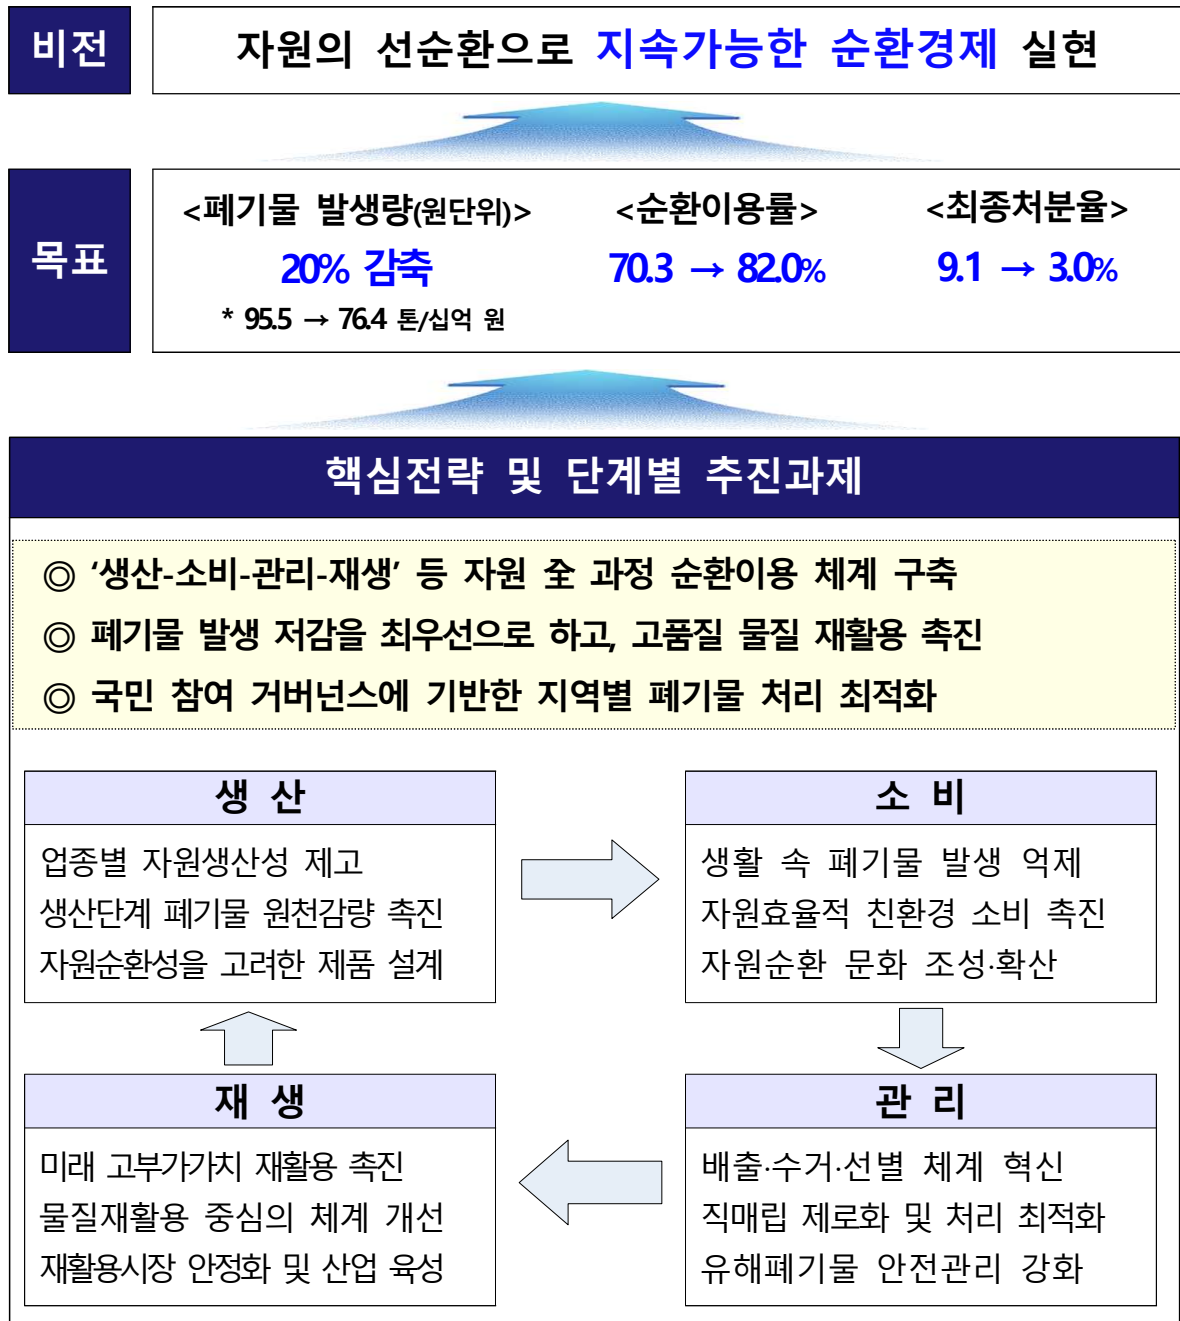 비전
자원의 선순환으로 지속가능한 순환경제 실현
목표
<폐기물 발생량(원단위)>
20% 감축
* 95.5 → 76.4 톤/십억 원
<순환이용률>
70.3 → 82.0%
<최종처분율>
9.1 → 3.0%
핵심전략 및 단계별 추진과제
◎ ‘생산-소비-관리-재생’ 등 자원 全 과정 순환이용 체계 구축
◎ 폐기물 발생 저감을 최우선으로 하고, 고품질 물질 재활용 촉진
◎ 국민 참여 거버넌스에 기반한 지역별 폐기물 처리 최적화
생 산
업종별 자원생산성 제고
생산단계 폐기물 원천감량 촉진
자원순환성을 고려한 제품 설계
소 비
생활 속 폐기물 발생 억제
자원효율적 친환경 소비 촉진
자원순환 문화 조성·확산
관 리
배출·수거·선별 체계 혁신
직매립 제로화 및 처리 최적화
유해폐기물 안전관리 강화
재 생
미래 고부가가치 재활용 촉진
물질재활용 중심의 체계 개선
재활용시장 안정화 및 산업 육성